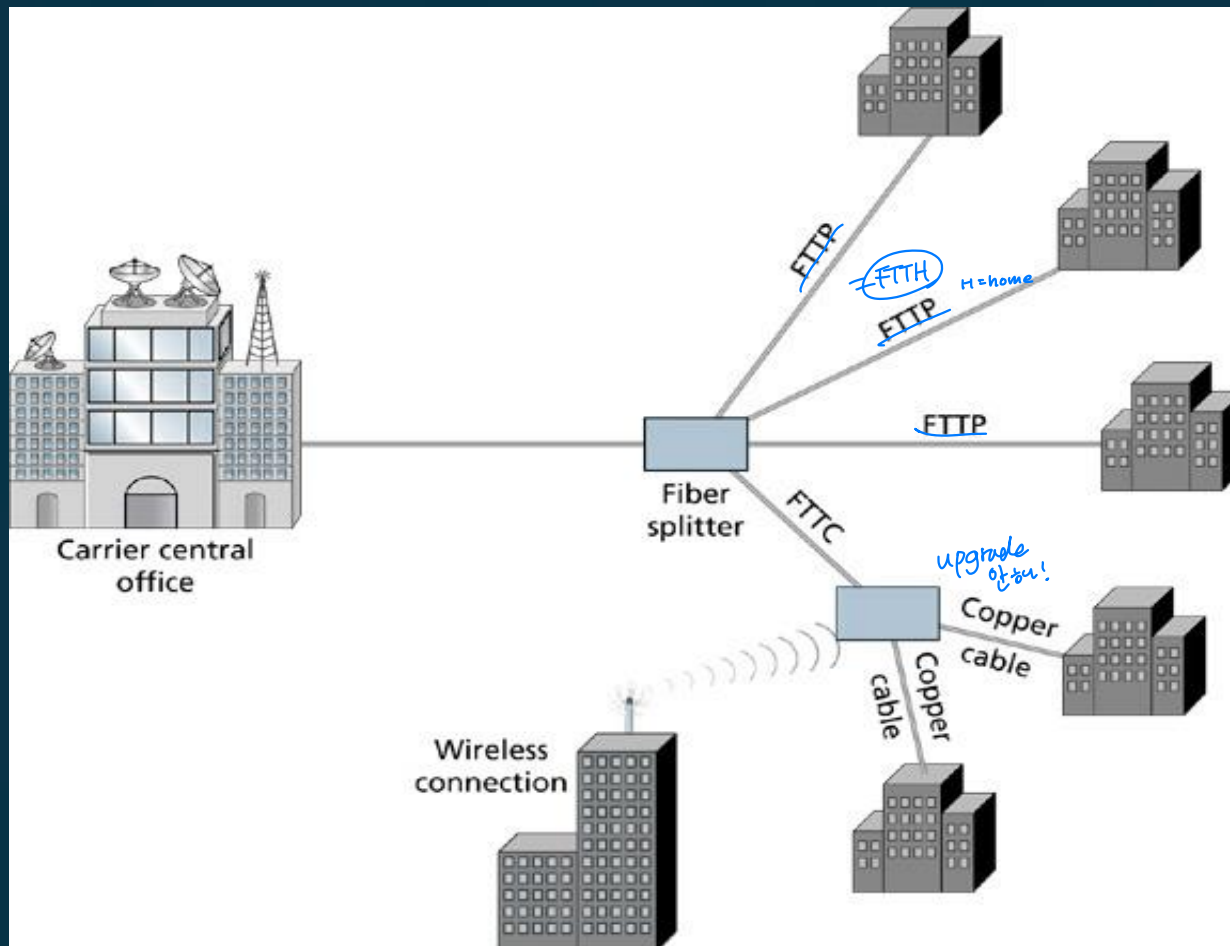 FTTP
= FTTH
H=home
FTTP
FTTP
Fiber
splitter
FTTC
Carrier central
office
upgrade
안해!
Copper
cable
Copper
cable
Wireless
connection